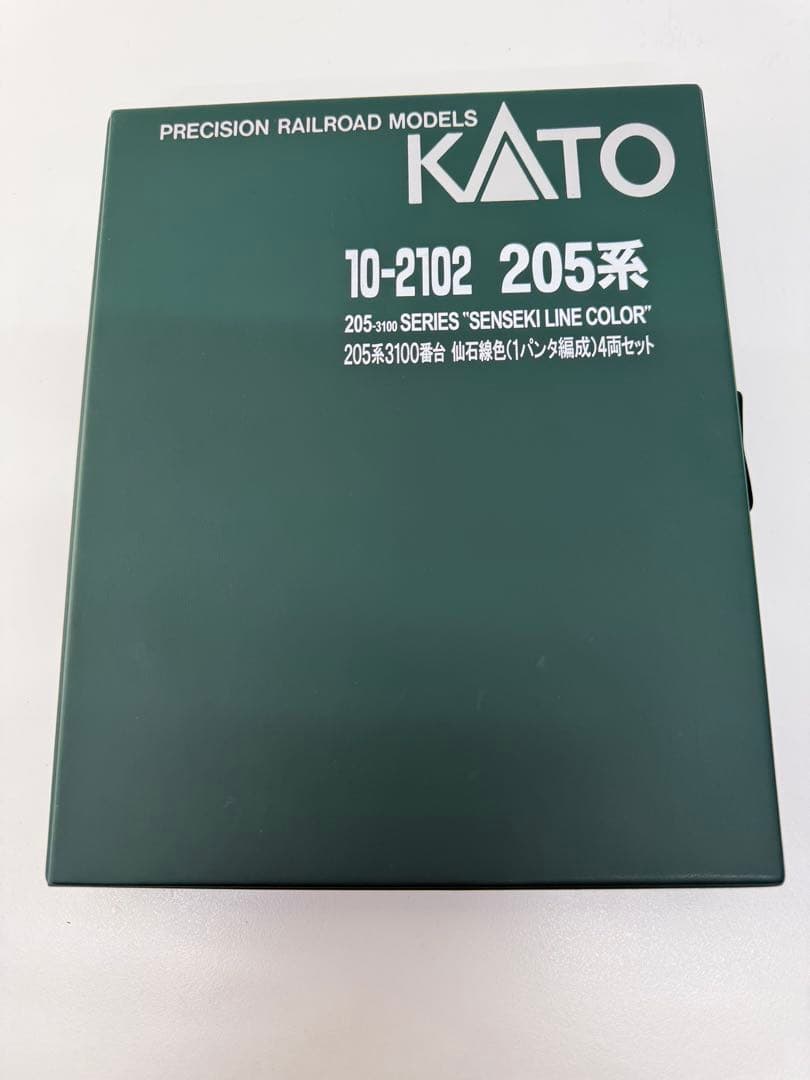 PRECISION RAILROAD MODELS
KATO
10-2102 205系
205-3100 SERIES "SENSEKI LINE COLOR"
205系3100番台 仙石線色(1パンタ編成)4両セット